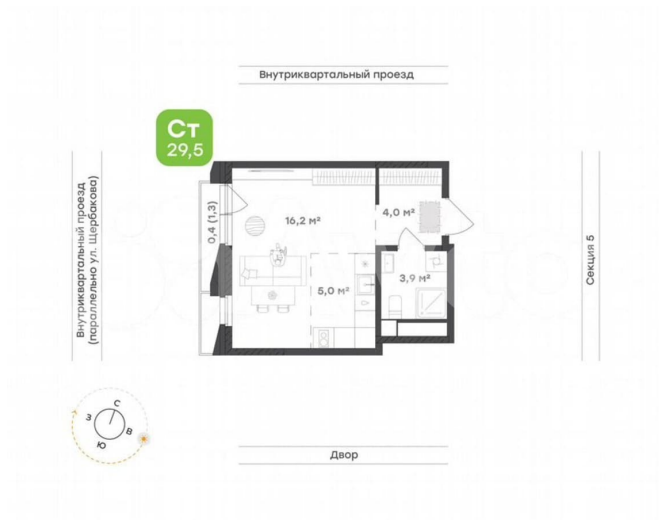 Внутриквартальный проезд
Ст
29,5
Внутриквартальный проезд
(параллельно ул. Щербакова)
0,4 (1,3)
16,2 м²
4,0 м²
5,0 м²
3,9 м²
Секция 5
С
З
В
Ю
Двор